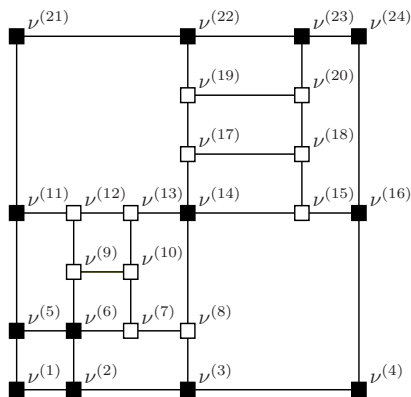 ν(21) ν(22) ν(23) ν(24)
ν(19) ν(20)
ν(17) ν(18)
ν(11) ν(12) ν(13) ν(14) ν(15) ν(16)
ν(9) ν(10)
ν(5) ν(6) ν(7) ν(8)
ν(1) ν(2) ν(3) ν(4)